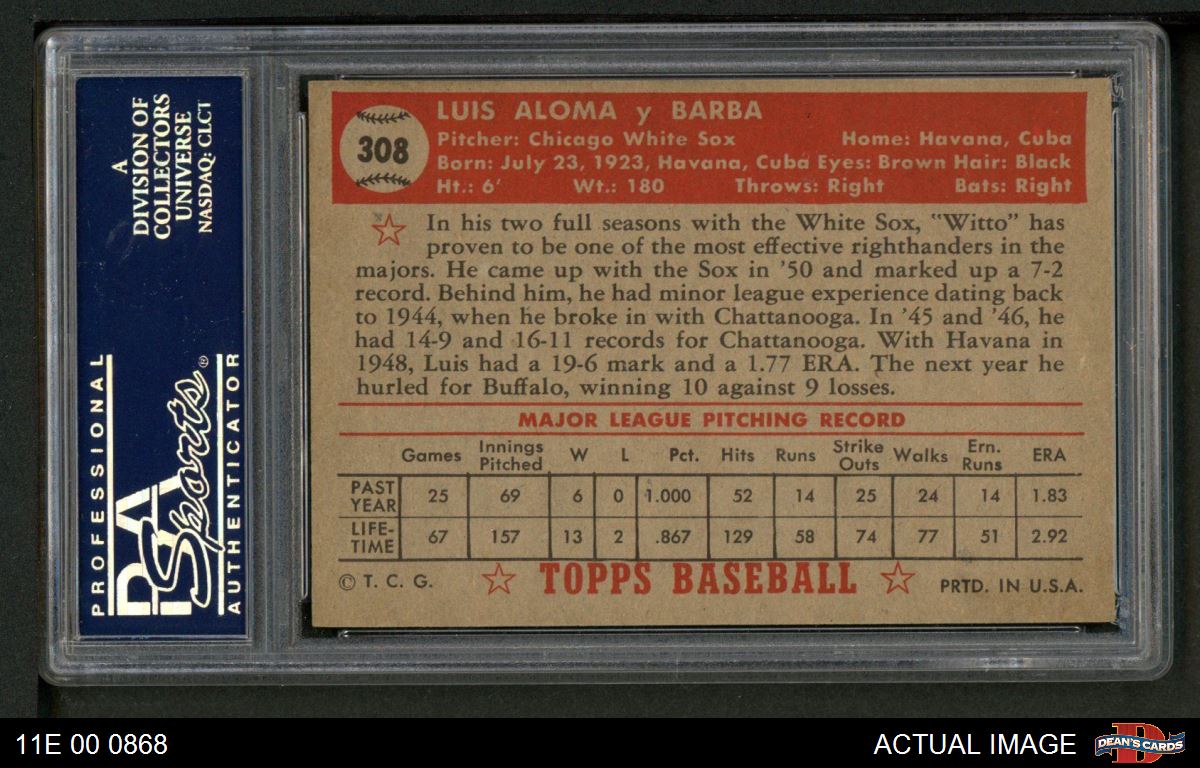 A
DIVISION OF
COLLECTORS
UNIVERSE
NASDAQ: CLCT
PROFESSIONAL
PSA
Sports®
AUTHENTICATOR
308
LUIS ALOMA y BARBA
Pitcher: Chicago White Sox Home: Havana, Cuba
Born: July 23, 1923, Havana, Cuba Eyes: Brown Hair: Black
Ht.: 6' Wt.: 180 Throws: Right Bats: Right
In his two full seasons with the White Sox, "Witto" has
proven to be one of the most effective righthanders in the
majors. He came up with the Sox in '50 and marked up a 7-2
record. Behind him, he had minor league experience dating back
to 1944, when he broke in with Chattanooga. In '45 and '46, he
had 14-9 and 16-11 records for Chattanooga. With Havana in
1948, Luis had a 19-6 mark and a 1.77 ERA. The next year he
hurled for Buffalo, winning 10 against 9 losses.
MAJOR LEAGUE PITCHING RECORD
Games Innings Pitched W L Pct. Hits Runs Strike Outs Walks Ern. Runs ERA
PAST YEAR 25 69 6 0 1.000 52 14 25 24 14 1.83
LIFE-TIME 67 157 13 2 .867 129 58 74 77 51 2.92
© T. C. G. TOPPS BASEBALL PRTD. IN U.S.A.
11E 00 0868 ACTUAL IMAGE D DEAN'S CARDS